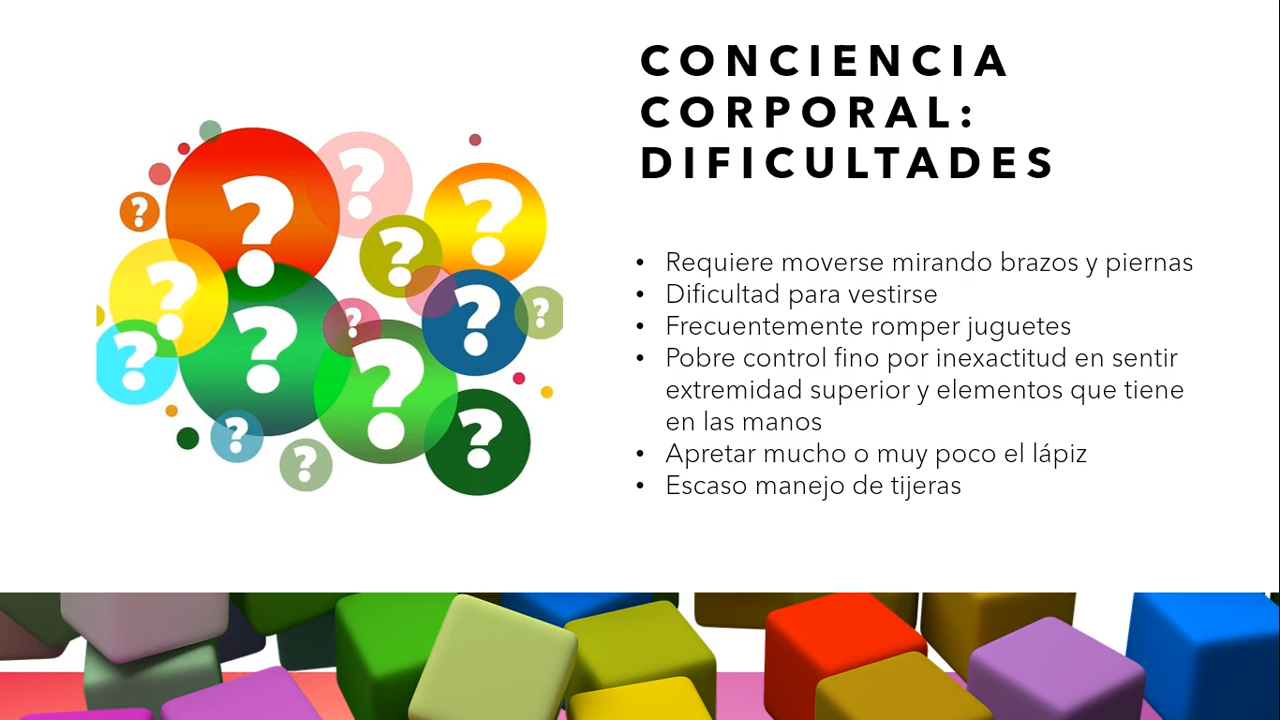 CONCIENCIA
CORPORAL:
DIFICULTADES
• Requiere moverse mirando brazos y piernas
• Dificultad para vestirse
• Frecuentemente romper juguetes
• Pobre control fino por inexactitud en sentir
extremidad superior y elementos que tiene
en las manos
• Apretar mucho o muy poco el lápiz
• Escaso manejo de tijeras
? ? ? ? ? ? ? ? ? ? ? ? ? ?